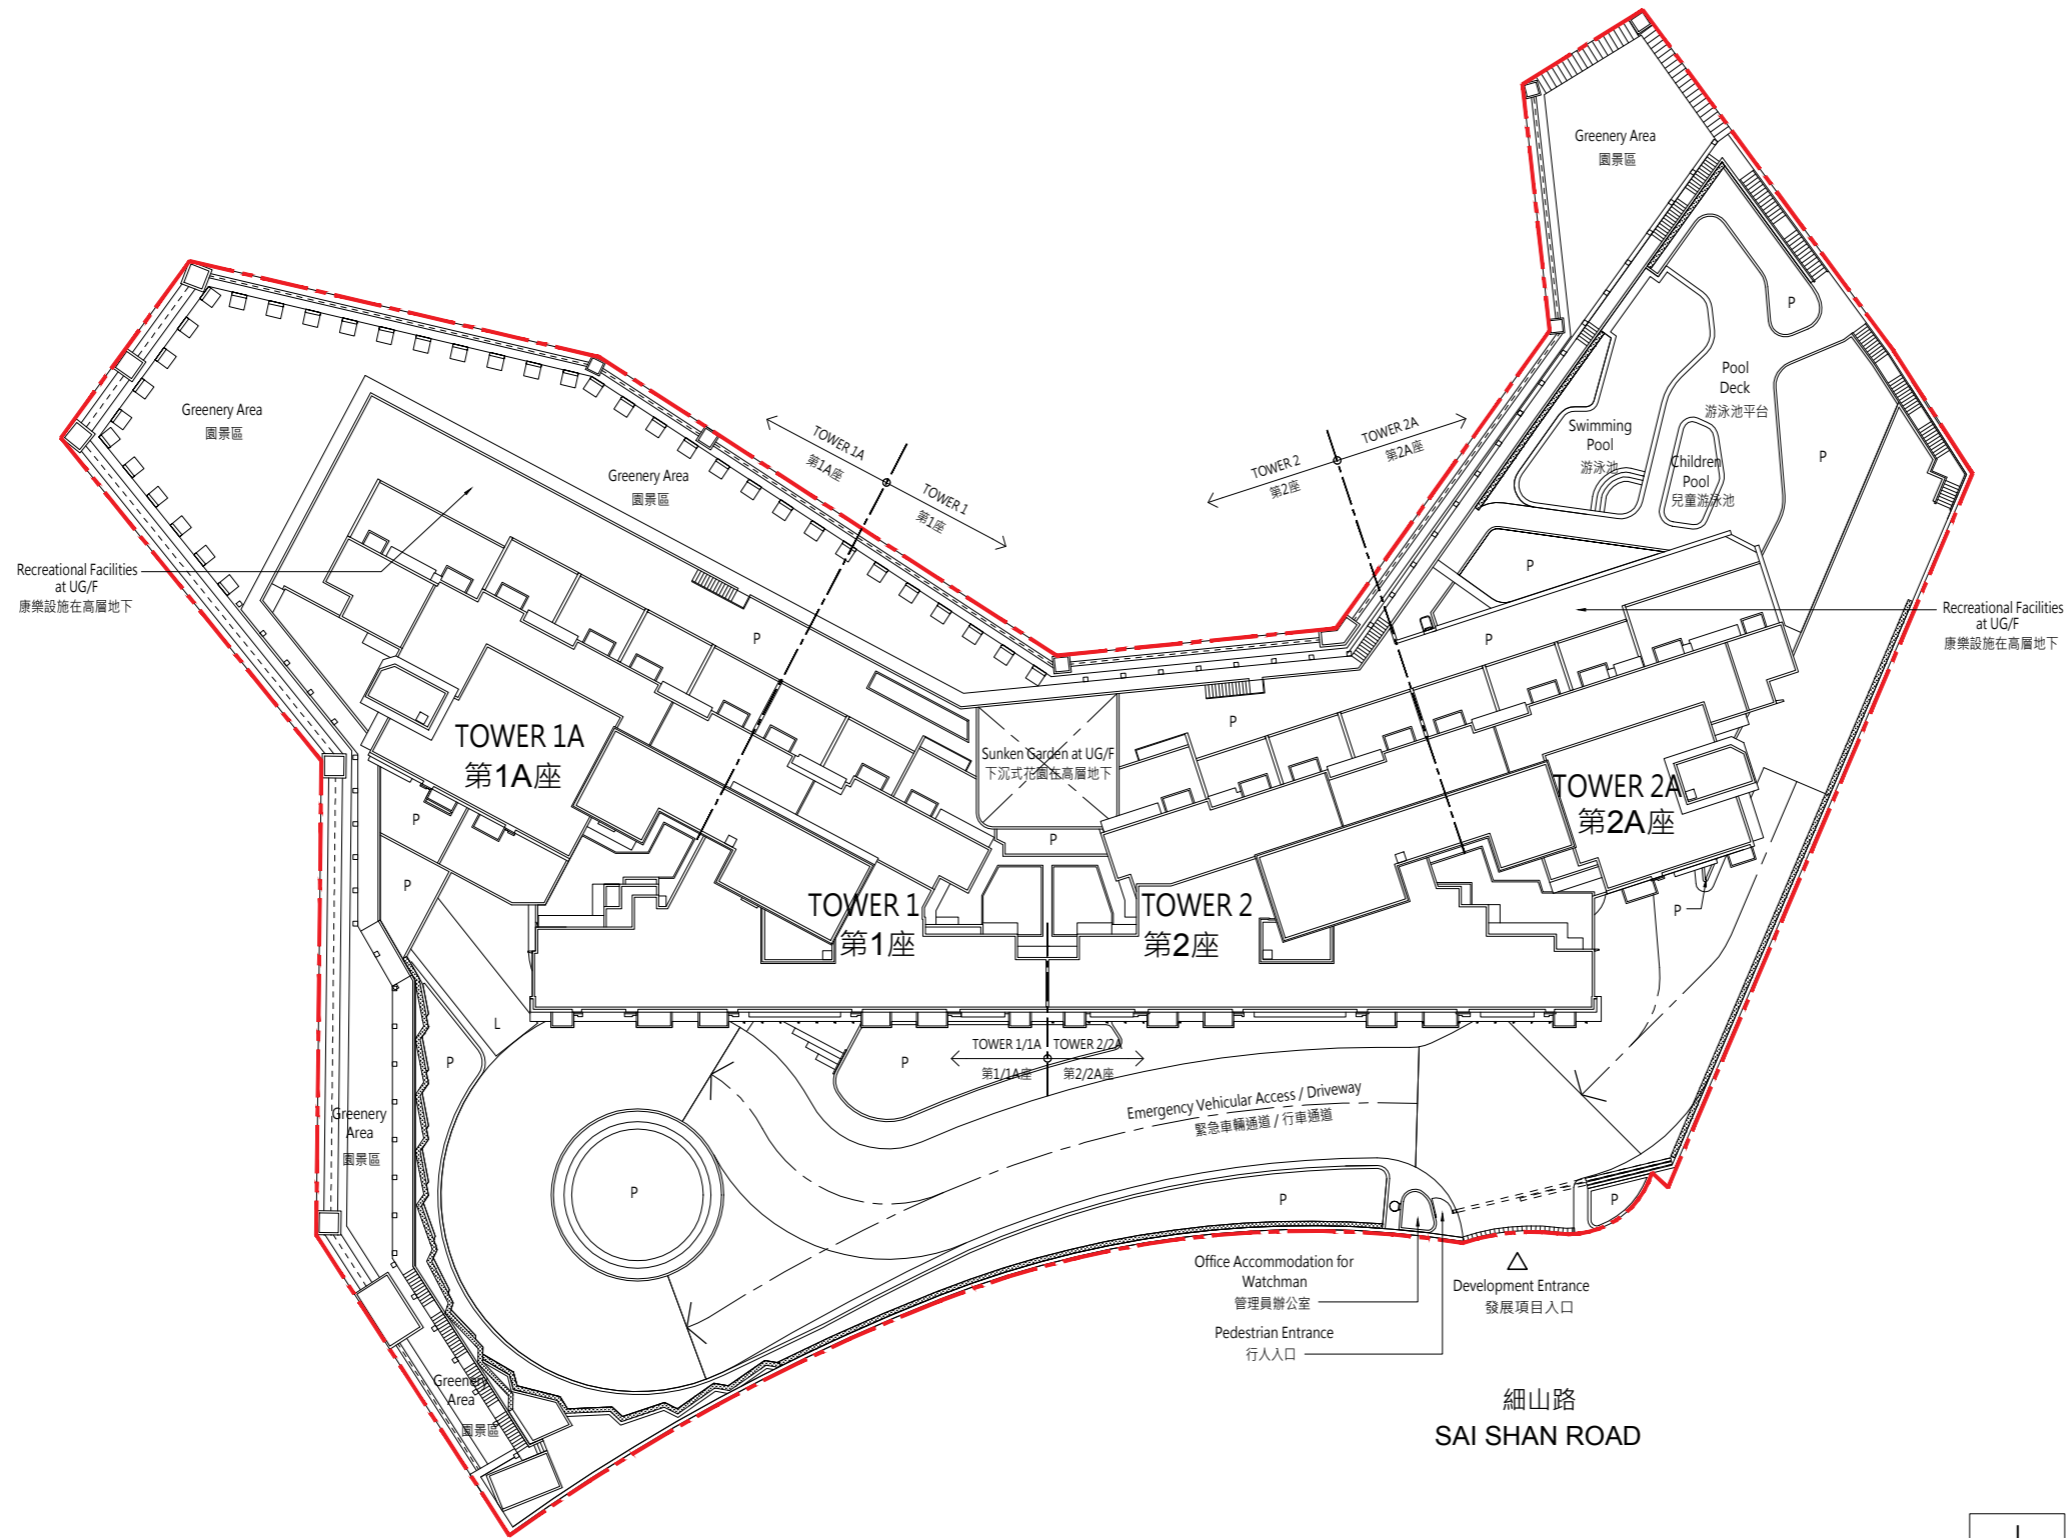 Greenery Area
園景區
Greenery Area
園景區
Greenery Area
園景區
TOWER 1A
第1A座
TOWER 1
第1座
TOWER 2
第2座
TOWER 2A
第2A座
P
Pool
Deck
游泳池平台
Swimming
Pool
游泳池
Children
Pool
兒童游泳池
P
P
Recreational Facilities
at UG/F
康樂設施在高層地下
Recreational Facilities
at UG/F
康樂設施在高層地下
P
P
P
Sunken Garden at UG/F
下沉式花園在高層地下
P
TOWER 1A
第1A座
TOWER 2A
第2A座
P
P
P
TOWER 1
第1座
TOWER 2
第2座
L
P
P
TOWER 1/1A
第1/1A座
TOWER 2/2A
第2/2A座
Emergency Vehicular Access / Driveway
緊急車輛通道 / 行車通道
Greenery
Area
園景區
P
P
P
Office Accommodation for
Watchman
管理員辦公室
Development Entrance
發展項目入口
Pedestrian Entrance
行人入口
Greenery
Area
園景區
細山路
SAI SHAN ROAD